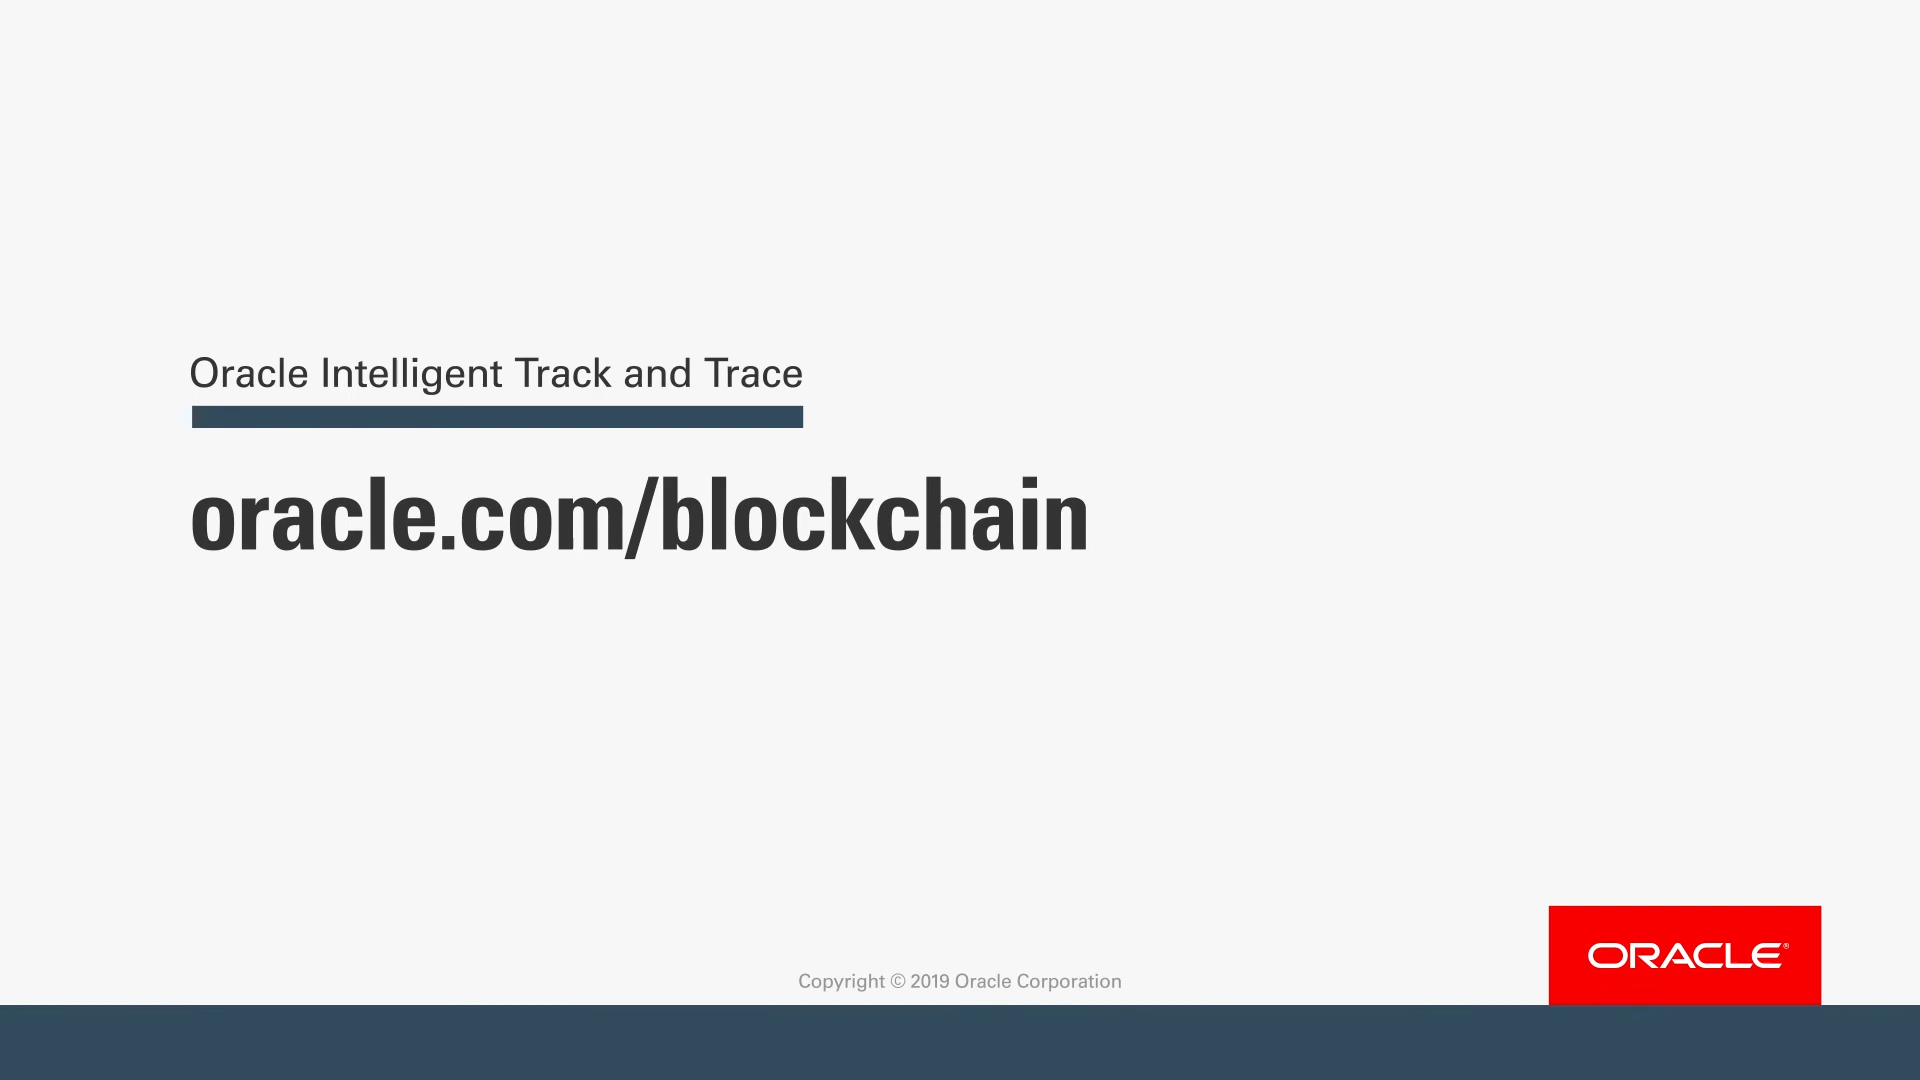 Oracle Intelligent Track and Trace
oracle.com/blockchain
ORACLE®
Copyright © 2019 Oracle Corporation